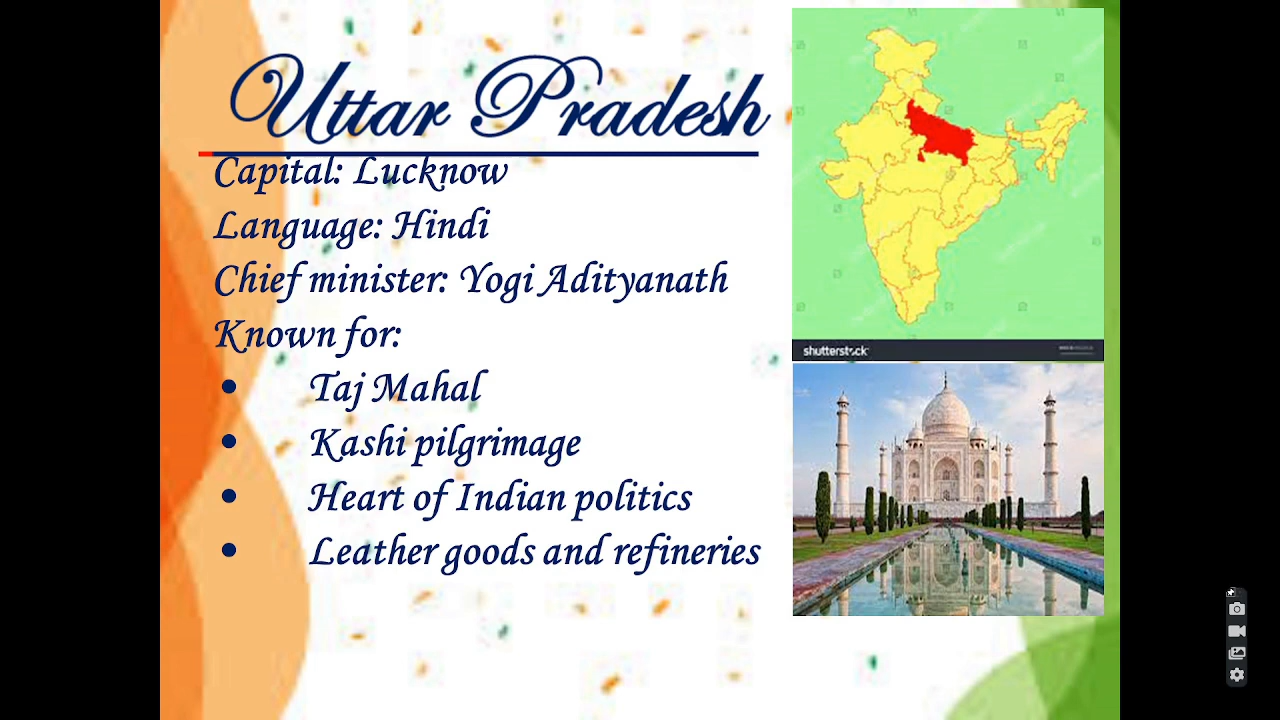 Uttar Pradesh
Capital: Lucknow
Language: Hindi
Chief minister: Yogi Adityanath
Known for:
• Taj Mahal
• Kashi pilgrimage
• Heart of Indian politics
• Leather goods and refineries
shutterstock